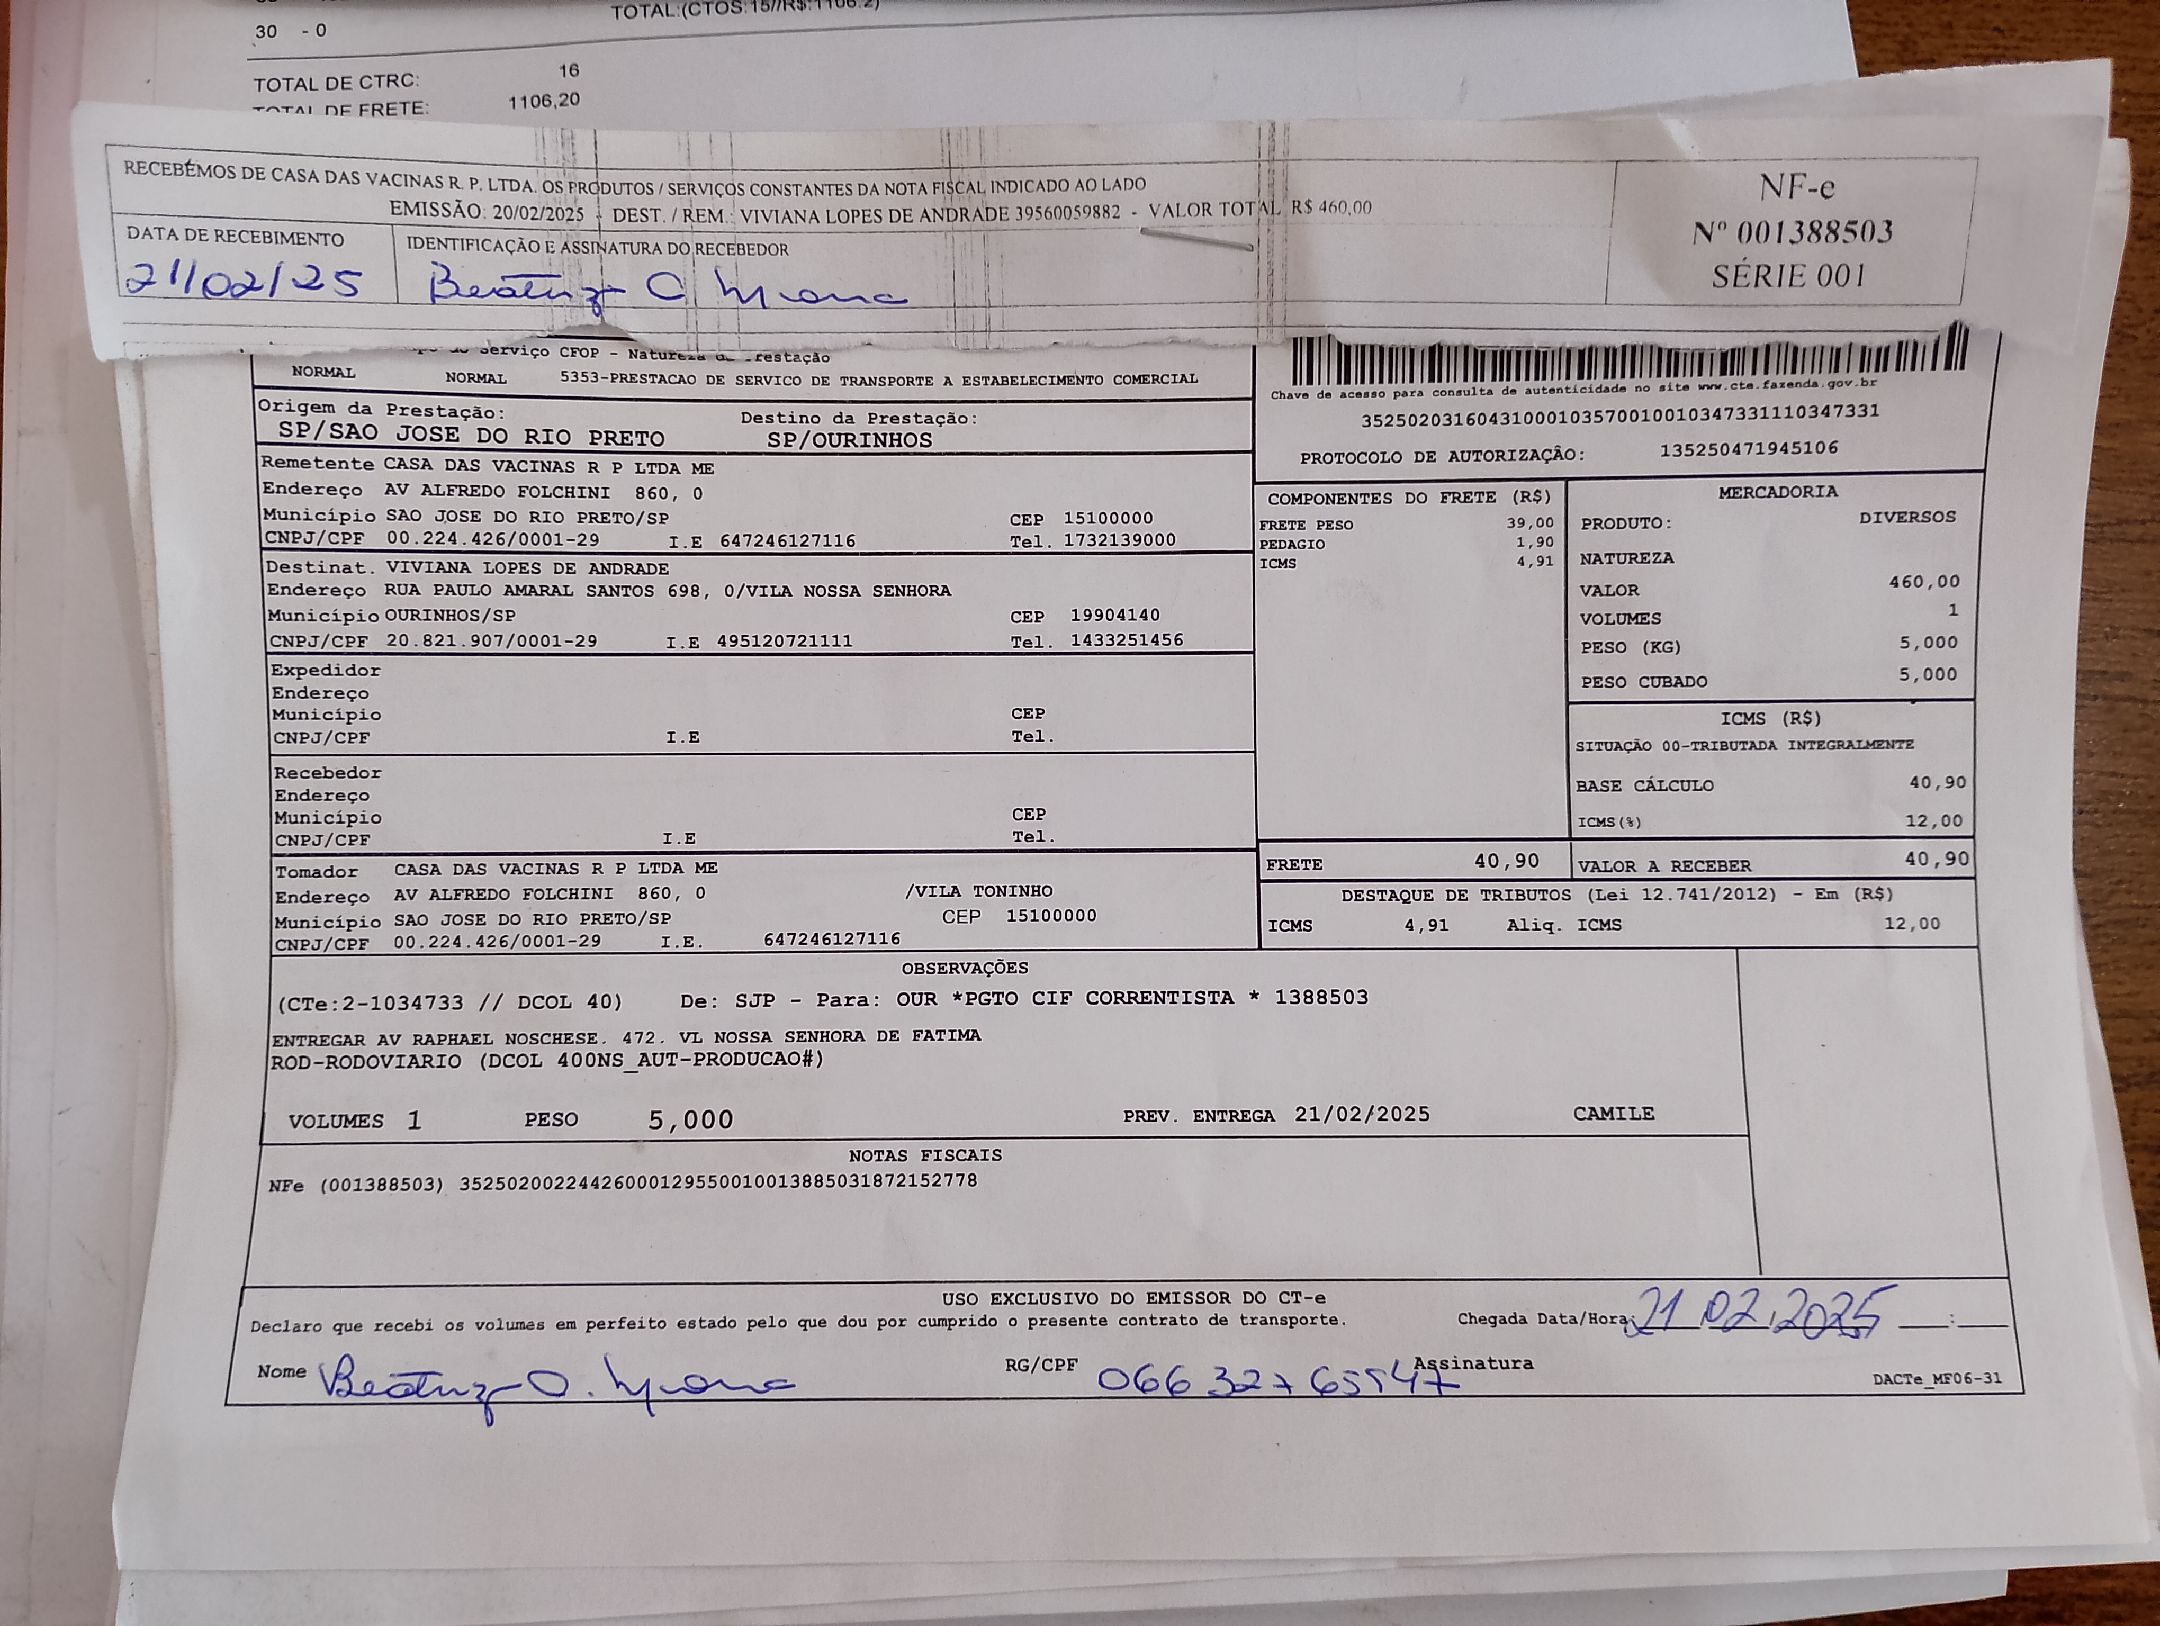 30 - 0
TOTAL:(CTOS:15//R$:1106.2)
TOTAL DE CTRC: 16
TOTAL DE FRETE: 1106,20
RECEBEMOS DE CASA DAS VACINAS R. P. LTDA. OS PRODUTOS / SERVIÇOS CONSTANTES DA NOTA FISCAL INDICADO AO LADO
EMISSÃO: 20/02/2025 - DEST. / REM.: VIVIANA LOPES DE ANDRADE 39560059882 - VALOR TOTAL R$ 460,00
NF-e
Nº 001388503
SÉRIE 001
DATA DE RECEBIMENTO
IDENTIFICAÇÃO E ASSINATURA DO RECEBEDOR
21/02/25
Beatriz
Serviço CFOP - Natureza da Prestação
NORMAL NORMAL 5353-PRESTACAO DE SERVICO DE TRANSPORTE A ESTABELECIMENTO COMERCIAL
Chave de acesso para consulta de autenticidade no site www.cte.fazenda.gov.br
35250203160431000103570010010347331110347331
PROTOCOLO DE AUTORIZAÇÃO: 135250471945106
Origem da Prestação: Destino da Prestação:
SP/SAO JOSE DO RIO PRETO SP/OURINHOS
Remetente CASA DAS VACINAS R P LTDA ME
Endereço AV ALFREDO FOLCHINI 860, 0
Município SAO JOSE DO RIO PRETO/SP CEP 15100000
CNPJ/CPF 00.224.426/0001-29 I.E 647246127116 Tel. 1732139000
Destinat. VIVIANA LOPES DE ANDRADE
Endereço RUA PAULO AMARAL SANTOS 698, 0/VILA NOSSA SENHORA
Município OURINHOS/SP CEP 19904140
CNPJ/CPF 20.821.907/0001-29 I.E 495120721111 Tel. 1433251456
Expedidor
Endereço
Município CEP
CNPJ/CPF I.E Tel.
Recebedor
Endereço
Município CEP
CNPJ/CPF I.E Tel.
Tomador CASA DAS VACINAS R P LTDA ME
Endereço AV ALFREDO FOLCHINI 860, 0 /VILA TONINHO
Município SAO JOSE DO RIO PRETO/SP CEP 15100000
CNPJ/CPF 00.224.426/0001-29 I.E. 647246127116
COMPONENTES DO FRETE (R$)
FRETE PESO 39,00
PEDAGIO 1,90
ICMS 4,91
MERCADORIA
PRODUTO: DIVERSOS
NATUREZA
VALOR 460,00
VOLUMES 1
PESO (KG) 5,000
PESO CUBADO 5,000
ICMS (R$)
SITUAÇÃO 00-TRIBUTADA INTEGRALMENTE
BASE CÁLCULO 40,90
ICMS(%) 12,00
FRETE 40,90 VALOR A RECEBER 40,90
DESTAQUE DE TRIBUTOS (Lei 12.741/2012) - Em (R$)
ICMS 4,91 Aliq. ICMS 12,00
OBSERVAÇÕES
(CTe:2-1034733 // DCOL 40) De: SJP - Para: OUR *PGTO CIF CORRENTISTA * 1388503
ENTREGAR AV RAPHAEL NOSCHESE. 472. VL NOSSA SENHORA DE FATIMA
ROD-RODOVIARIO (DCOL 400NS_AUT-PRODUCAO#)
VOLUMES 1 PESO 5,000 PREV. ENTREGA 21/02/2025 CAMILE
NOTAS FISCAIS
NFe (001388503) 35250200224426000129550010013885031872152778
USO EXCLUSIVO DO EMISSOR DO CT-e
Declaro que recebi os volumes em perfeito estado pelo que dou por cumprido o presente contrato de transporte. Chegada Data/Hora: 21 02 2025 __:__
Nome Beatriz RG/CPF Assinatura
DACTe_MF06-31